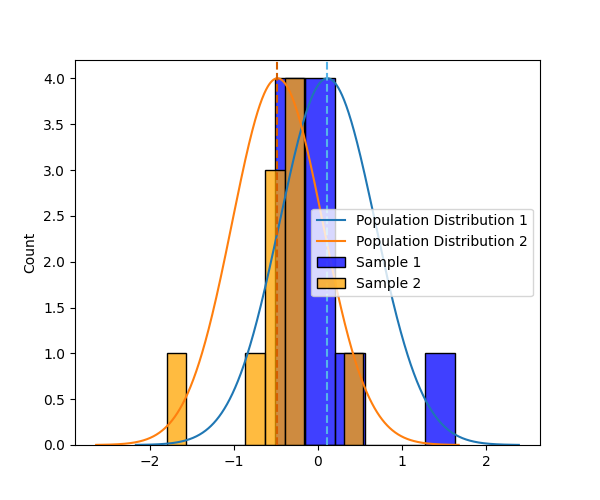 4.0
3.5
3.0
2.5
2.0
1.5
1.0
0.5
0.0
Count
Population Distribution 1
Population Distribution 2
Sample 1
Sample 2
−2 −1 0 1 2